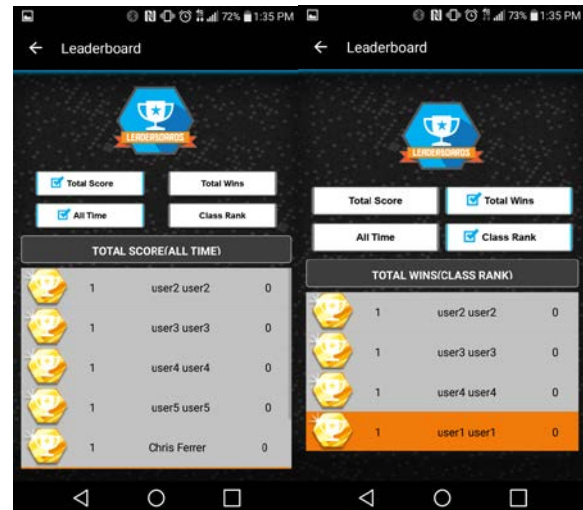 72% 1:35 PM
Leaderboard
LEADERBOARDS
Total Score Total Wins
All Time Class Rank
TOTAL SCORE(ALL TIME)
1 user2 user2 0
1 user3 user3 0
1 user4 user4 0
1 user5 user5 0
1 Chris Ferrer 0
73% 1:35 PM
Leaderboard
LEADERBOARDS
Total Score Total Wins
All Time Class Rank
TOTAL WINS(CLASS RANK)
1 user2 user2 0
1 user3 user3 0
1 user4 user4 0
1 user1 user1 0